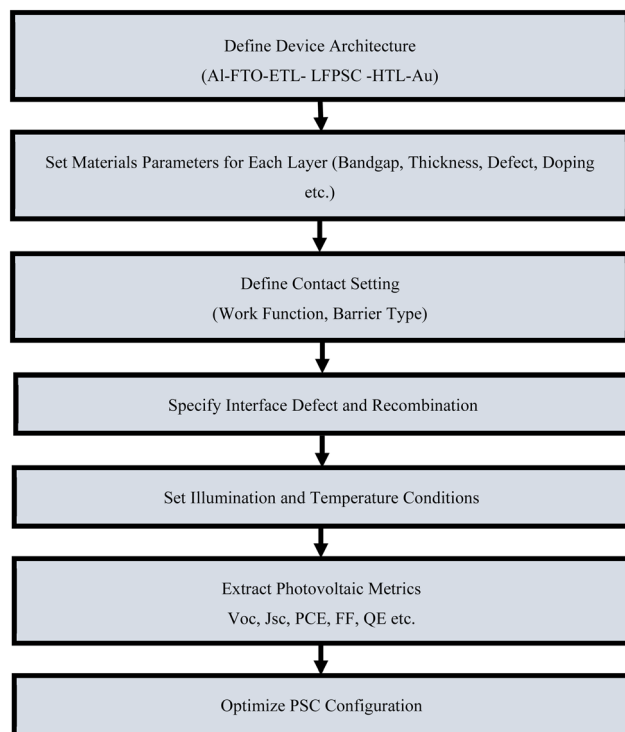 Define Device Architecture
(Al-FTO-ETL- LFPSC -HTL-Au)
Set Materials Parameters for Each Layer (Bandgap, Thickness, Defect, Doping
etc.)
Define Contact Setting
(Work Function, Barrier Type)
Specify Interface Defect and Recombination
Set Illumination and Temperature Conditions
Extract Photovoltaic Metrics
Voc, Jsc, PCE, FF, QE etc.
Optimize PSC Configuration